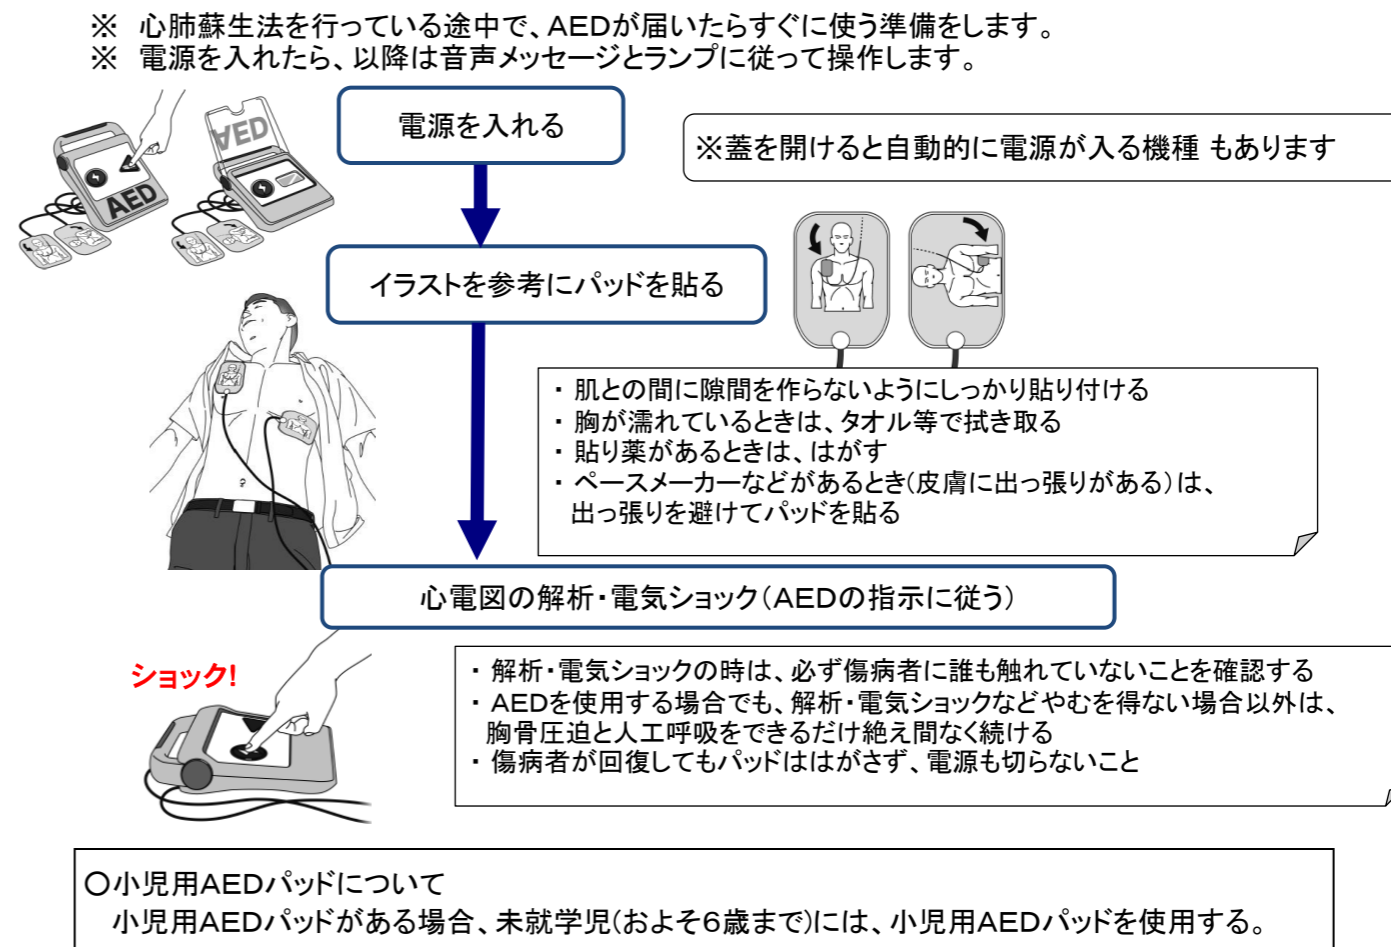 ※ 心肺蘇生法を行っている途中で、AEDが届いたらすぐに使う準備をします。
※ 電源を入れたら、以降は音声メッセージとランプに従って操作します。
電源を入れる
※蓋を開けると自動的に電源が入る機種 もあります
AED
AED
イラストを参考にパッドを貼る
・ 肌との間に隙間を作らないようにしっかり貼り付ける
・ 胸が濡れているときは、タオル等で拭き取る
・ 貼り薬があるときは、はがす
・ ペースメーカーなどがあるとき(皮膚に出っ張りがある)は、
出っ張りを避けてパッドを貼る
心電図の解析・電気ショック(AEDの指示に従う)
ショック!
・ 解析・電気ショックの時は、必ず傷病者に誰も触れていないことを確認する
・ AEDを使用する場合でも、解析・電気ショックなどやむを得ない場合以外は、
胸骨圧迫と人工呼吸をできるだけ絶え間なく続ける
・ 傷病者が回復してもパッドははがさず、電源も切らないこと
○小児用AEDパッドについて
小児用AEDパッドがある場合、未就学児(およそ6歳まで)には、小児用AEDパッドを使用する。